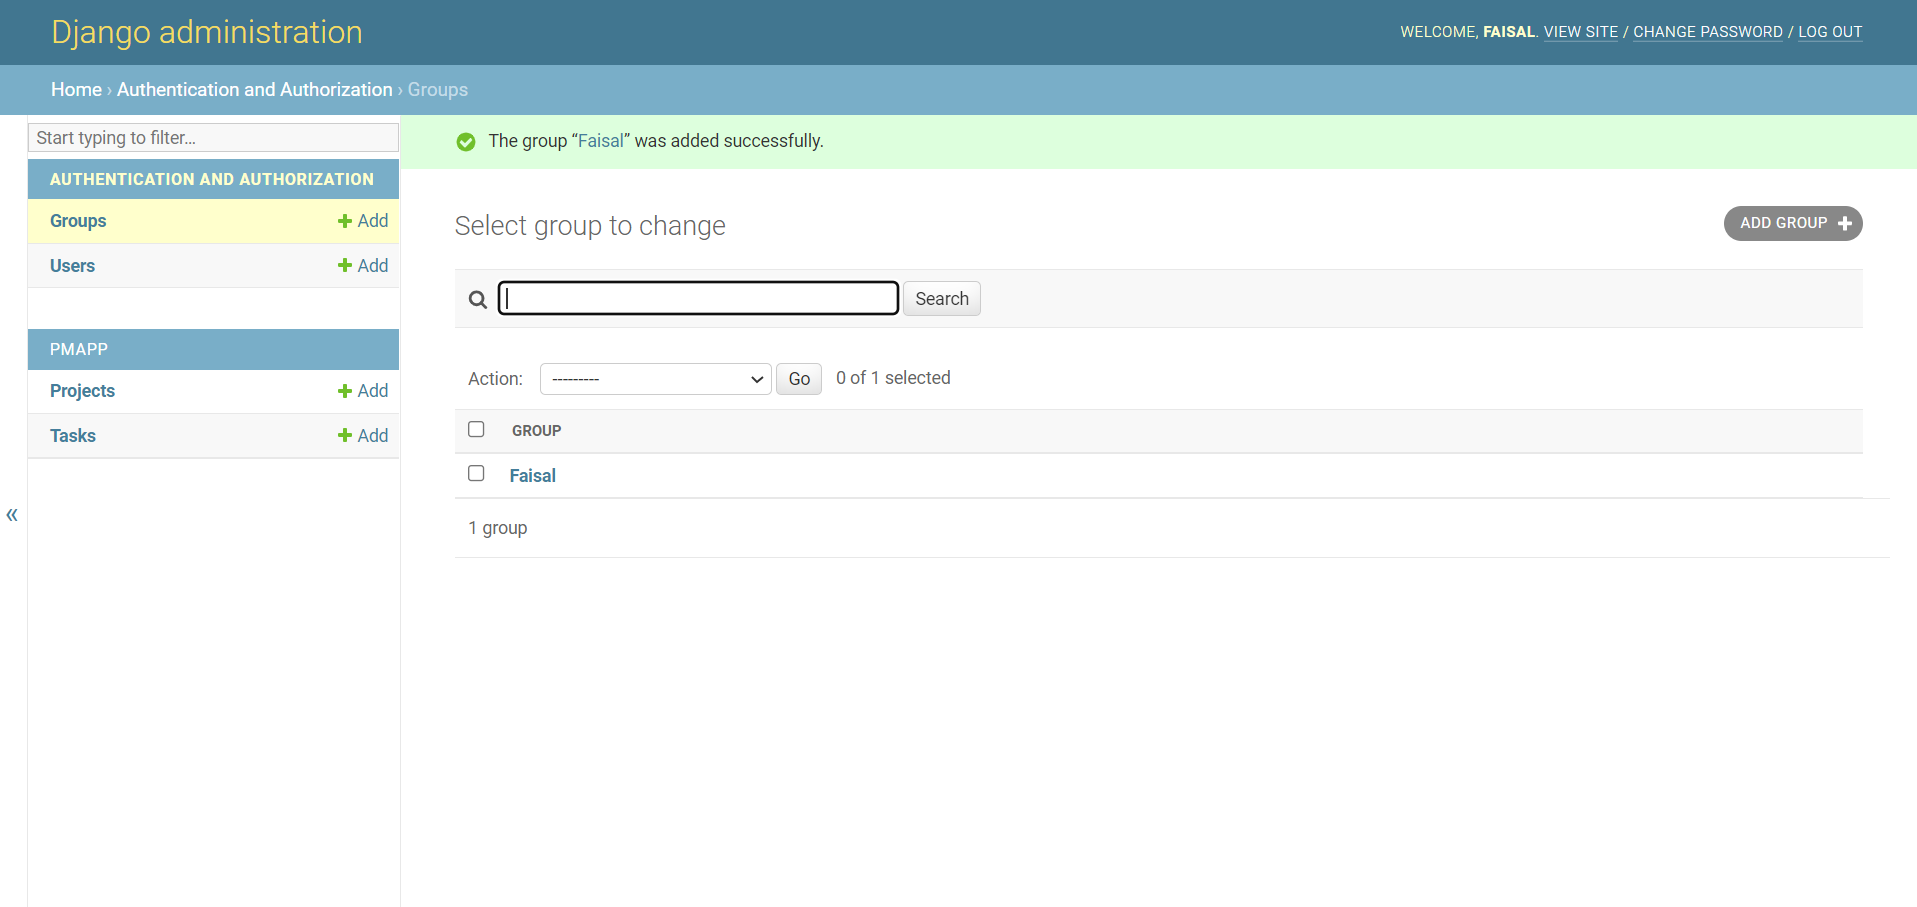 Django administration
WELCOME, FAISAL. VIEW SITE / CHANGE PASSWORD / LOG OUT
Home › Authentication and Authorization › Groups
Start typing to filter...
AUTHENTICATION AND AUTHORIZATION
Groups + Add
Users + Add
PMAPP
Projects + Add
Tasks + Add
«
The group “Faisal” was added successfully.
Select group to change
ADD GROUP +
Search
Action: --------- Go 0 of 1 selected
GROUP
Faisal
1 group